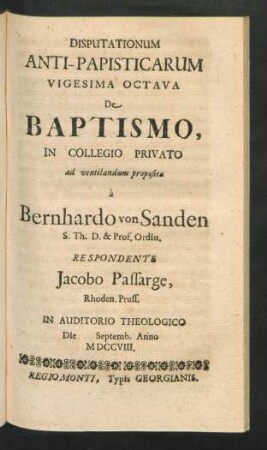 DISPUTATIONUM
ANTI-PAPISTICARUM
VIGESIMA OCTAVA
De
BAPTISMO,
IN COLLEGIO PRIVATO
ad ventilandum proposita
à
Bernhardo von Sanden
S. Th. D. & Prof. Ordin.
RESPONDENTE
Jacobo Passarge,
Rhoden. Pruss.
IN AUDITORIO THEOLOGICO
Die Septemb. Anno
MDCCVIII.
REGIOMONTI, Typis GEORGIANIS.